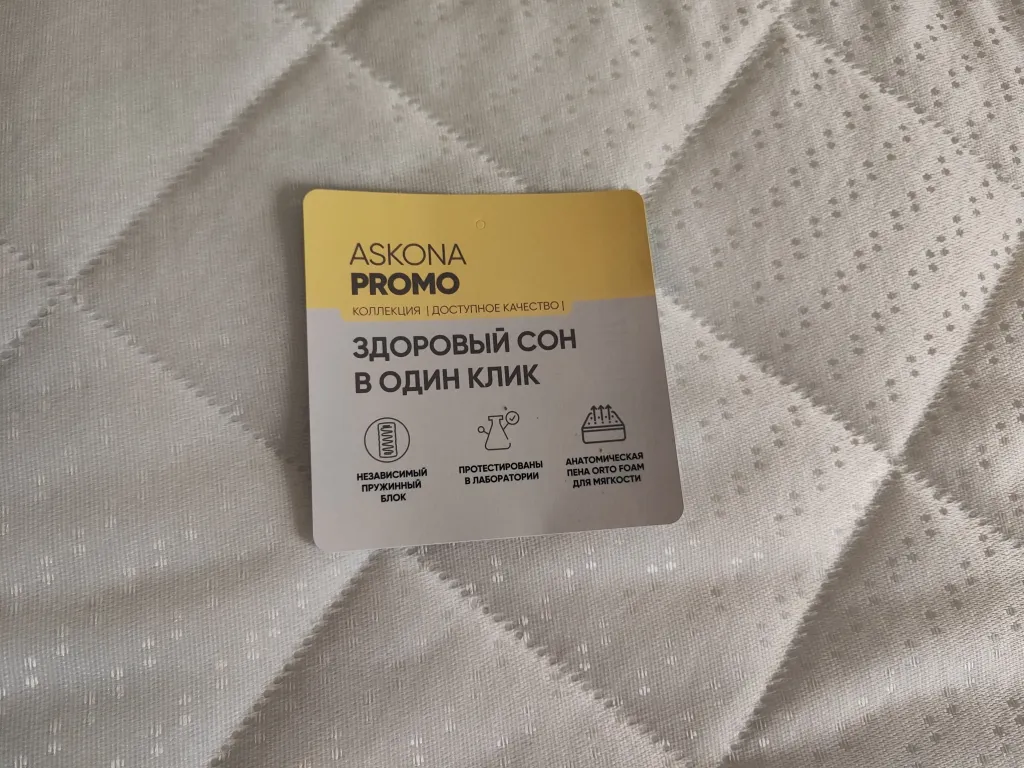 ASKONA
PROMO
КОЛЛЕКЦИЯ | ДОСТУПНОЕ КАЧЕСТВО |
ЗДОРОВЫЙ СОН
В ОДИН КЛИК
НЕЗАВИСИМЫЙ
ПРУЖИННЫЙ
БЛОК
ПРОТЕСТИРОВАНЫ
В ЛАБОРАТОРИИ
АНАТОМИЧЕСКАЯ
ПЕНА ORTO FOAM
ДЛЯ МЯГКОСТИ